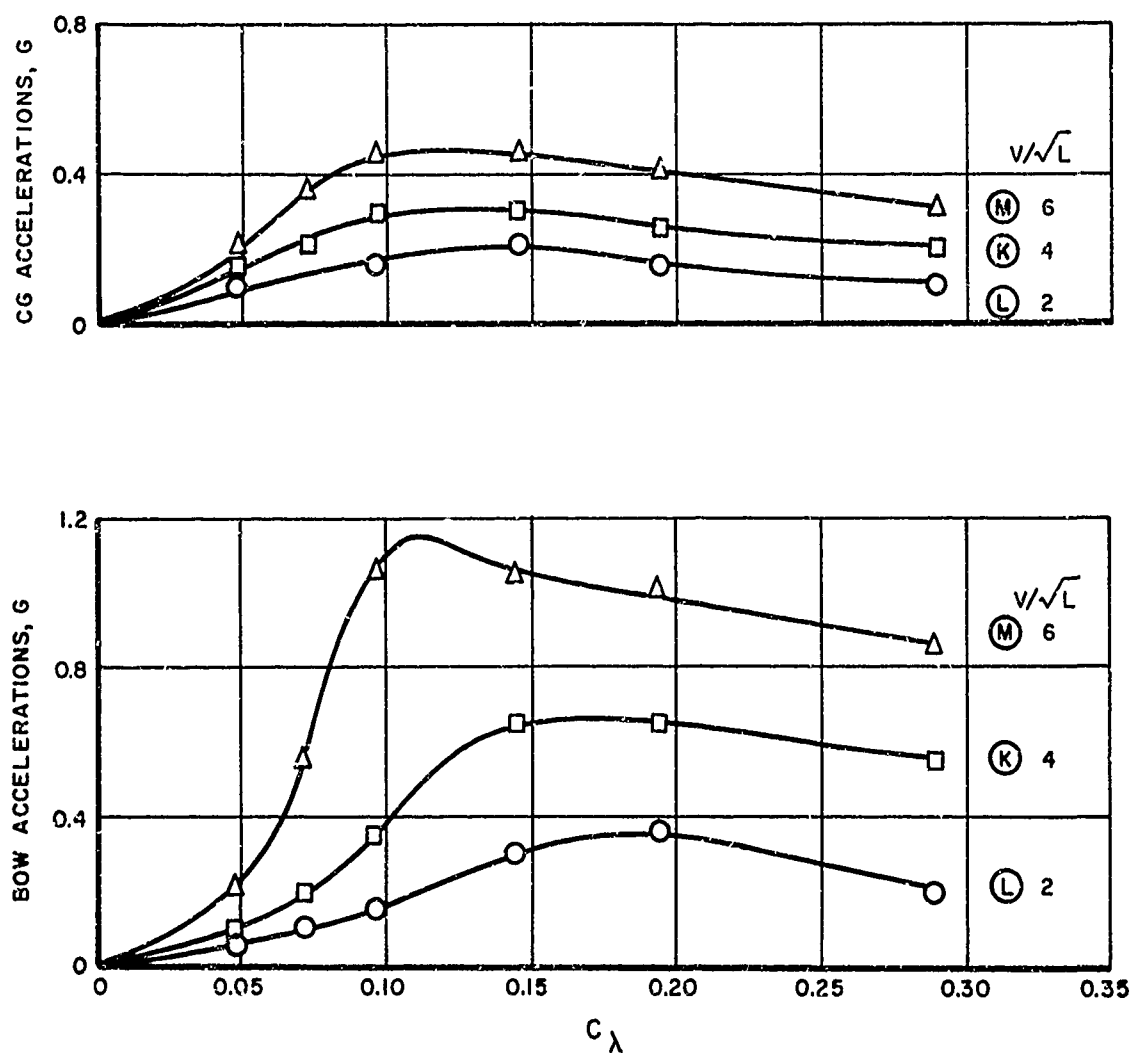 CG ACCELERATIONS, G
0.8
0.4
0
V/√L
M 6
K 4
L 2
BOW ACCELERATIONS, G
1.2
0.8
0.4
0
V/√L
M 6
K 4
L 2
0 0.05 0.10 0.15 0.20 0.25 0.30 0.35
Cλ